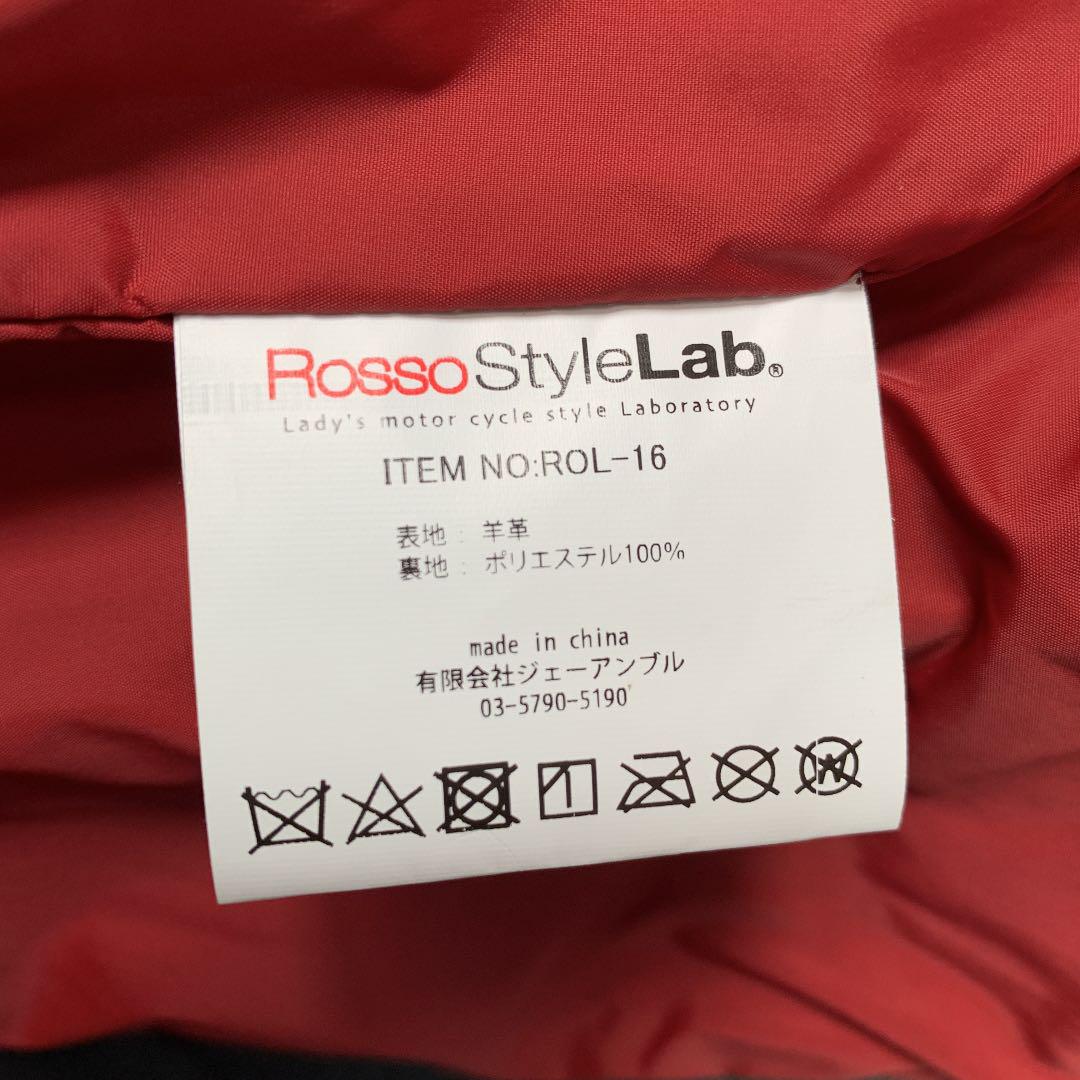 RossoStyleLab®
Lady's motor cycle style Laboratory
ITEM NO:ROL-16
表地 : 羊革
裏地 : ポリエステル100%
made in china
有限会社ジェーアンブル
03-5790-5190
W